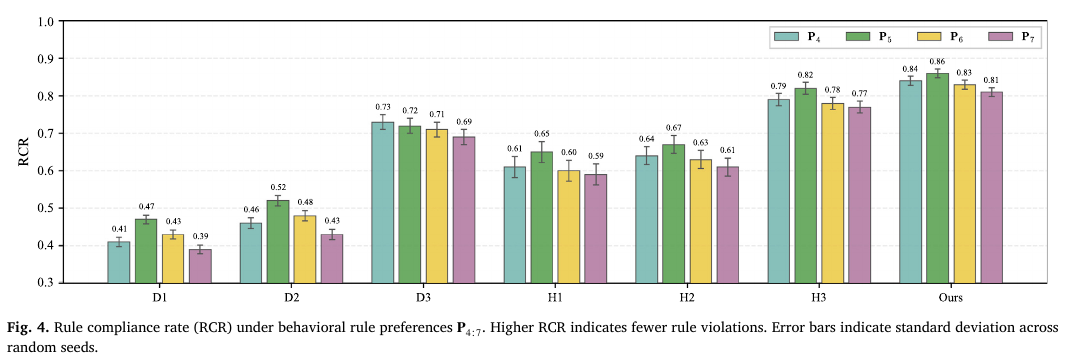 1.0
P₄ P₅ P₆ P₇
0.9
0.8
0.7
0.6
0.5
0.4
0.3
RCR
0.41 0.47 0.43 0.39
0.46 0.52 0.48 0.43
0.73 0.72 0.71 0.69
0.61 0.65 0.60 0.59
0.64 0.67 0.63 0.61
0.79 0.82 0.78 0.77
0.84 0.86 0.83 0.81
D1 D2 D3 H1 H2 H3 Ours
Fig. 4. Rule compliance rate (RCR) under behavioral rule preferences P₄:₇. Higher RCR indicates fewer rule violations. Error bars indicate standard deviation across
random seeds.